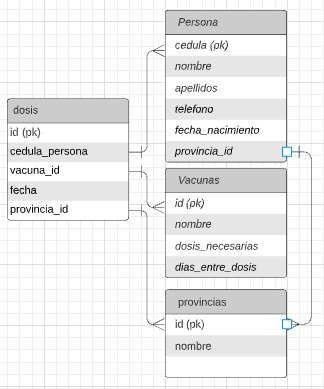 Persona
cedula (pk)
nombre
apellidos
telefono
fecha_nacimiento
provincia_id
dosis
id (pk)
cedula_persona
vacuna_id
fecha
provincia_id
Vacunas
id (pk)
nombre
dosis_necesarias
dias_entre_dosis
provincias
id (pk)
nombre